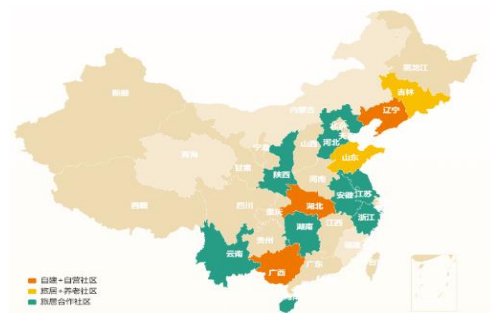 黑龙江
吉林
新疆
内蒙古
辽宁
河北
宁夏
山西
山东
青海
甘肃
陕西
河南
江苏
安徽
西藏
四川
湖北
浙江
湖南
江西
贵州
云南
福建
广西
广东
自建+自营社区
旅居+养老社区
旅居合作社区